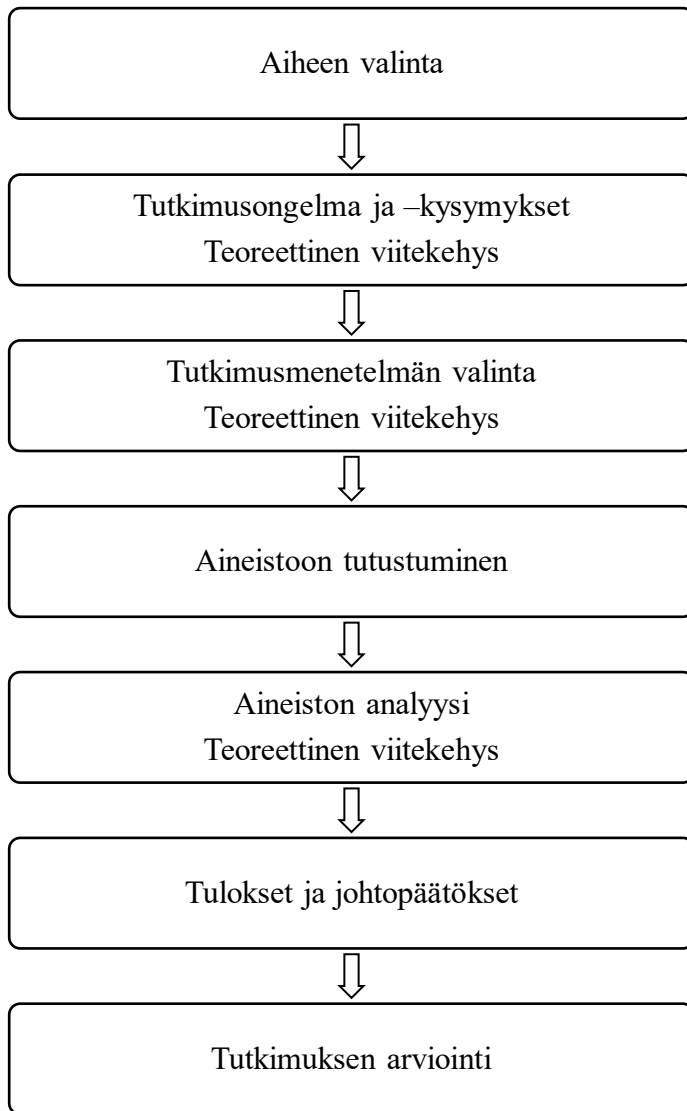 Aiheen valinta
Tutkimusongelma ja –kysymykset
Teoreettinen viitekehys
Tutkimusmenetelmän valinta
Teoreettinen viitekehys
Aineistoon tutustuminen
Aineiston analyysi
Teoreettinen viitekehys
Tulokset ja johtopäätökset
Tutkimuksen arviointi